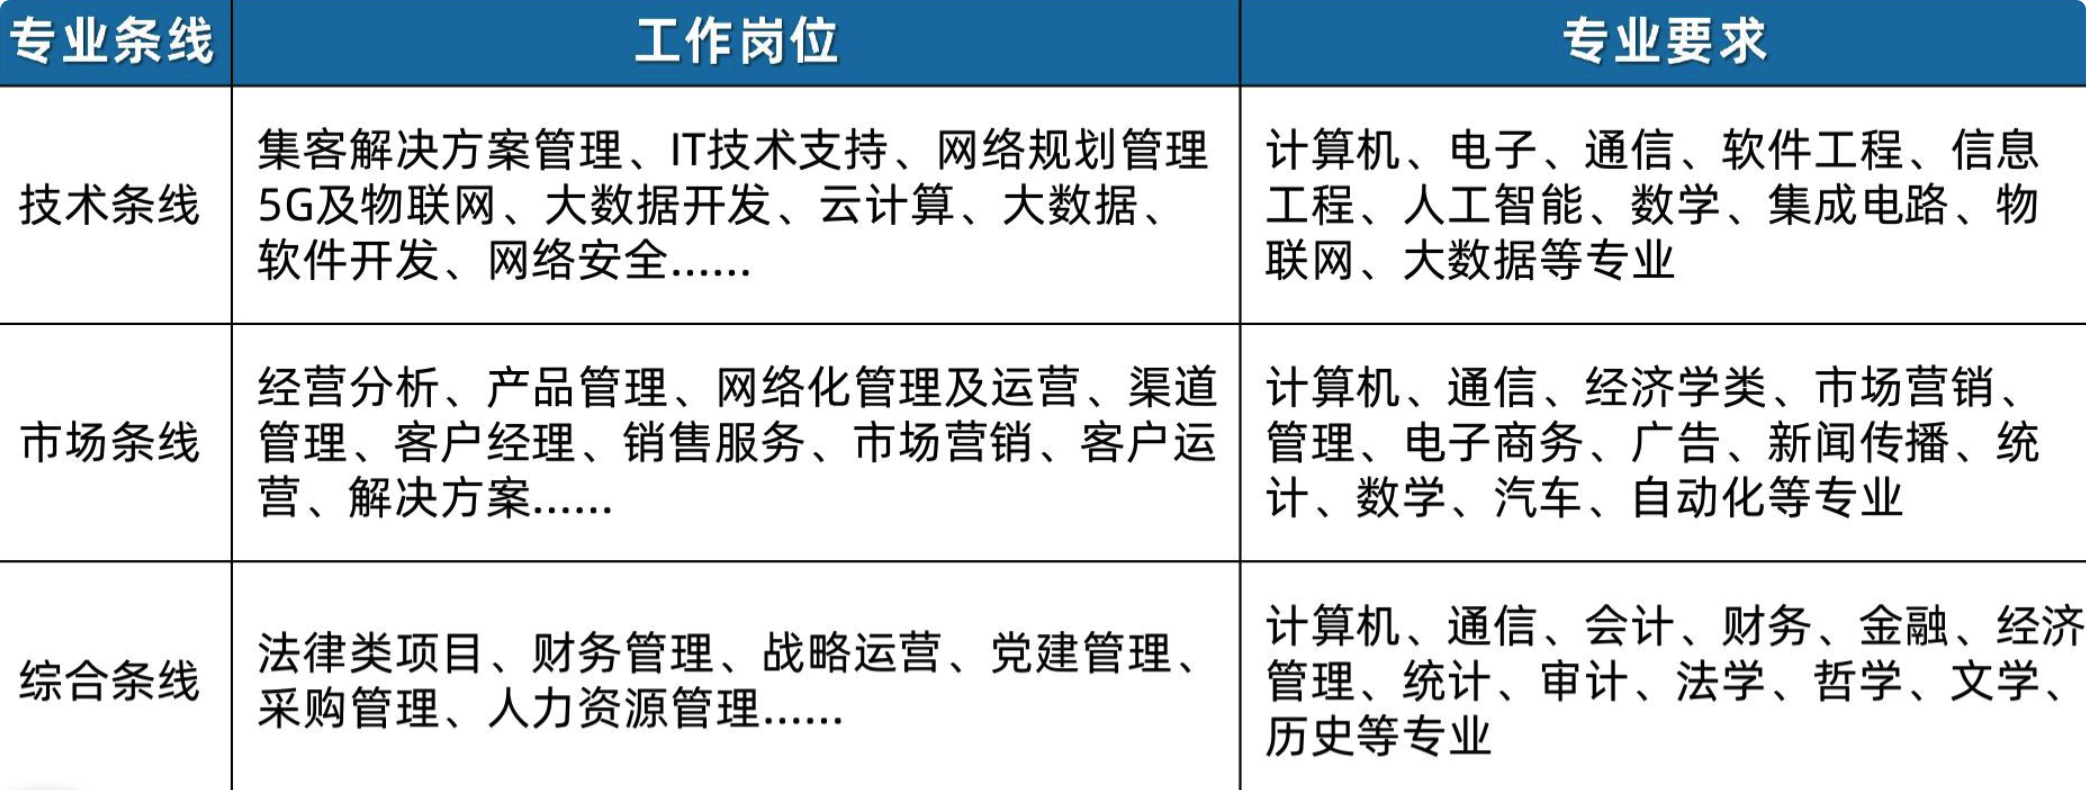 专业条线 工作岗位 专业要求
技术条线
集客解决方案管理、IT技术支持、网络规划管理
5G及物联网、大数据开发、云计算、大数据、
软件开发、网络安全......
计算机、电子、通信、软件工程、信息
工程、人工智能、数学、集成电路、物
联网、大数据等专业
市场条线
经营分析、产品管理、网络化管理及运营、渠道
管理、客户经理、销售服务、市场营销、客户运
营、解决方案......
计算机、通信、经济学类、市场营销、
管理、电子商务、广告、新闻传播、统
计、数学、汽车、自动化等专业
综合条线
法律类项目、财务管理、战略运营、党建管理、
采购管理、人力资源管理......
计算机、通信、会计、财务、金融、经济
管理、统计、审计、法学、哲学、文学、
历史等专业